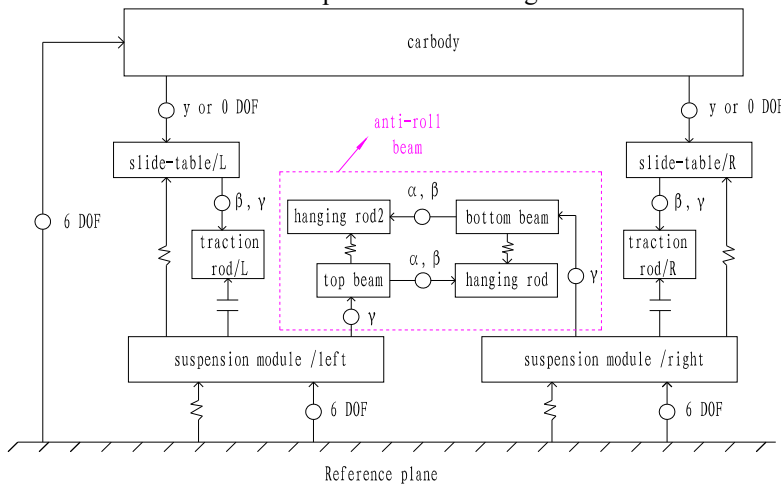 carbody
y or 0 DOF
y or 0 DOF
anti-roll
beam
slide-table/L
slide-table/R
β, γ
α, β
β, γ
hanging rod2
bottom beam
6 DOF
traction
rod/L
traction
rod/R
α, β
top beam
hanging rod
γ
γ
suspension module /left
suspension module /right
6 DOF
6 DOF
Reference plane